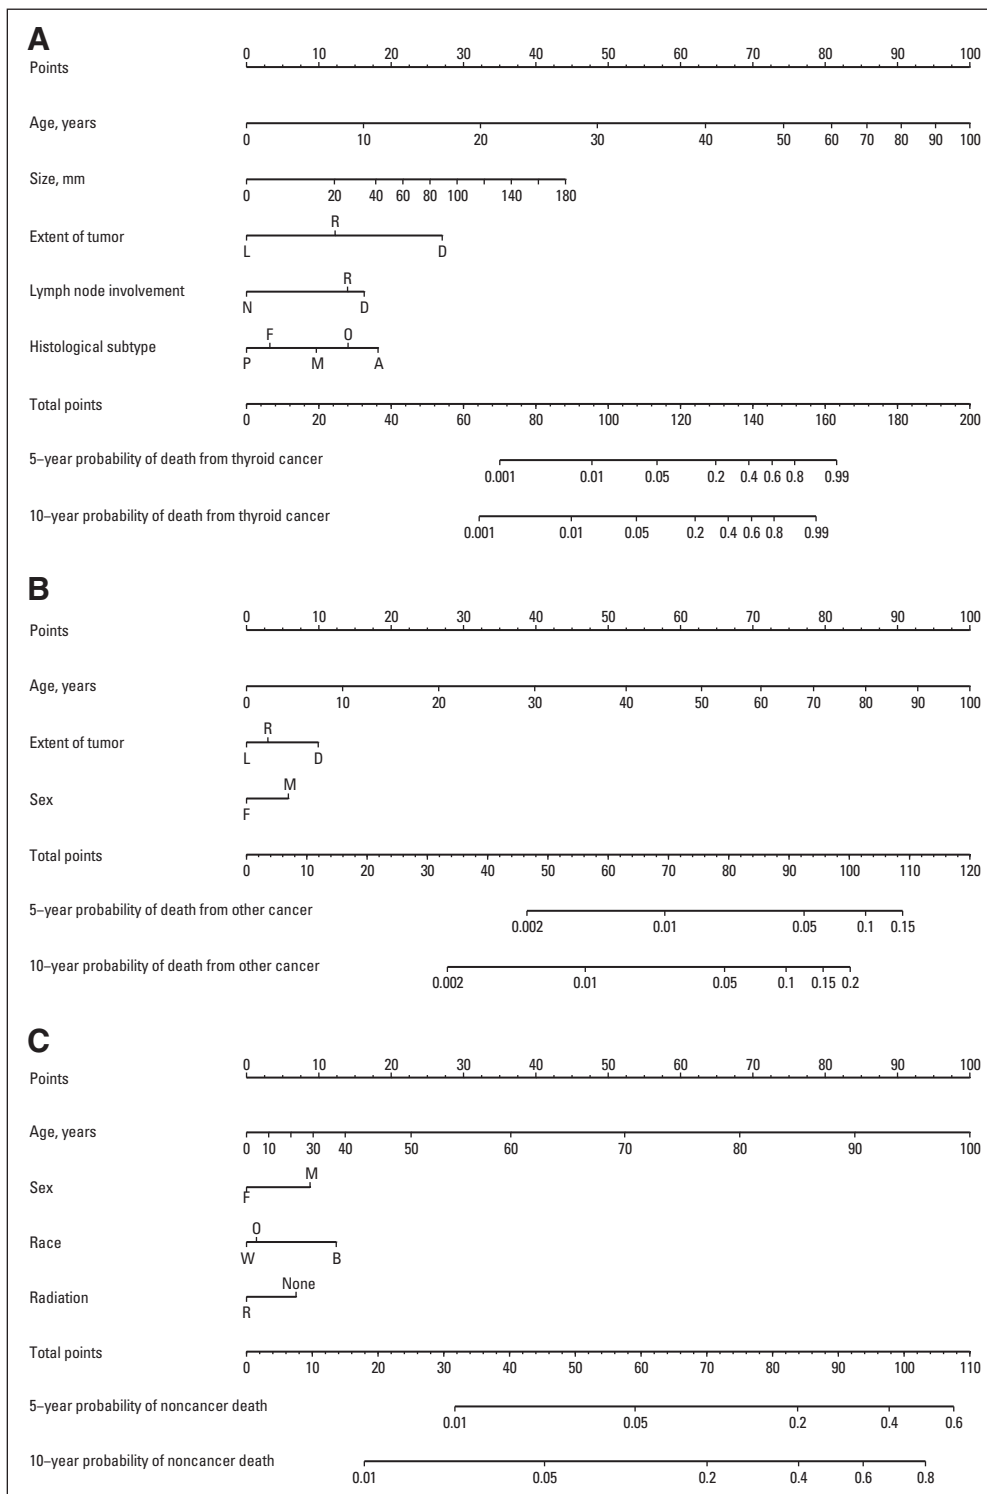 A
0 10 20 30 40 50 60 70 80 90 100
Points
Age, years
0 10 20 30 40 50 60 70 80 90 100
Size, mm
0 20 40 60 80 100 140 180
R
Extent of tumor
L D
R
Lymph node involvement
N D
F O
Histological subtype
P M A
Total points
0 20 40 60 80 100 120 140 160 180 200
5–year probability of death from thyroid cancer
0.001 0.01 0.05 0.2 0.4 0.6 0.8 0.99
10–year probability of death from thyroid cancer
0.001 0.01 0.05 0.2 0.4 0.6 0.8 0.99
B
0 10 20 30 40 50 60 70 80 90 100
Points
Age, years
0 10 20 30 40 50 60 70 80 90 100
R
Extent of tumor
L D
M
Sex
F
Total points
0 10 20 30 40 50 60 70 80 90 100 110 120
5–year probability of death from other cancer
0.002 0.01 0.05 0.1 0.15
10–year probability of death from other cancer
0.002 0.01 0.05 0.1 0.15 0.2
C
0 10 20 30 40 50 60 70 80 90 100
Points
Age, years
0 10 30 40 50 60 70 80 90 100
M
Sex
F
O
Race
W B
None
Radiation
R
Total points
0 10 20 30 40 50 60 70 80 90 100 110
5–year probability of noncancer death
0.01 0.05 0.2 0.4 0.6
10–year probability of noncancer death
0.01 0.05 0.2 0.4 0.6 0.8